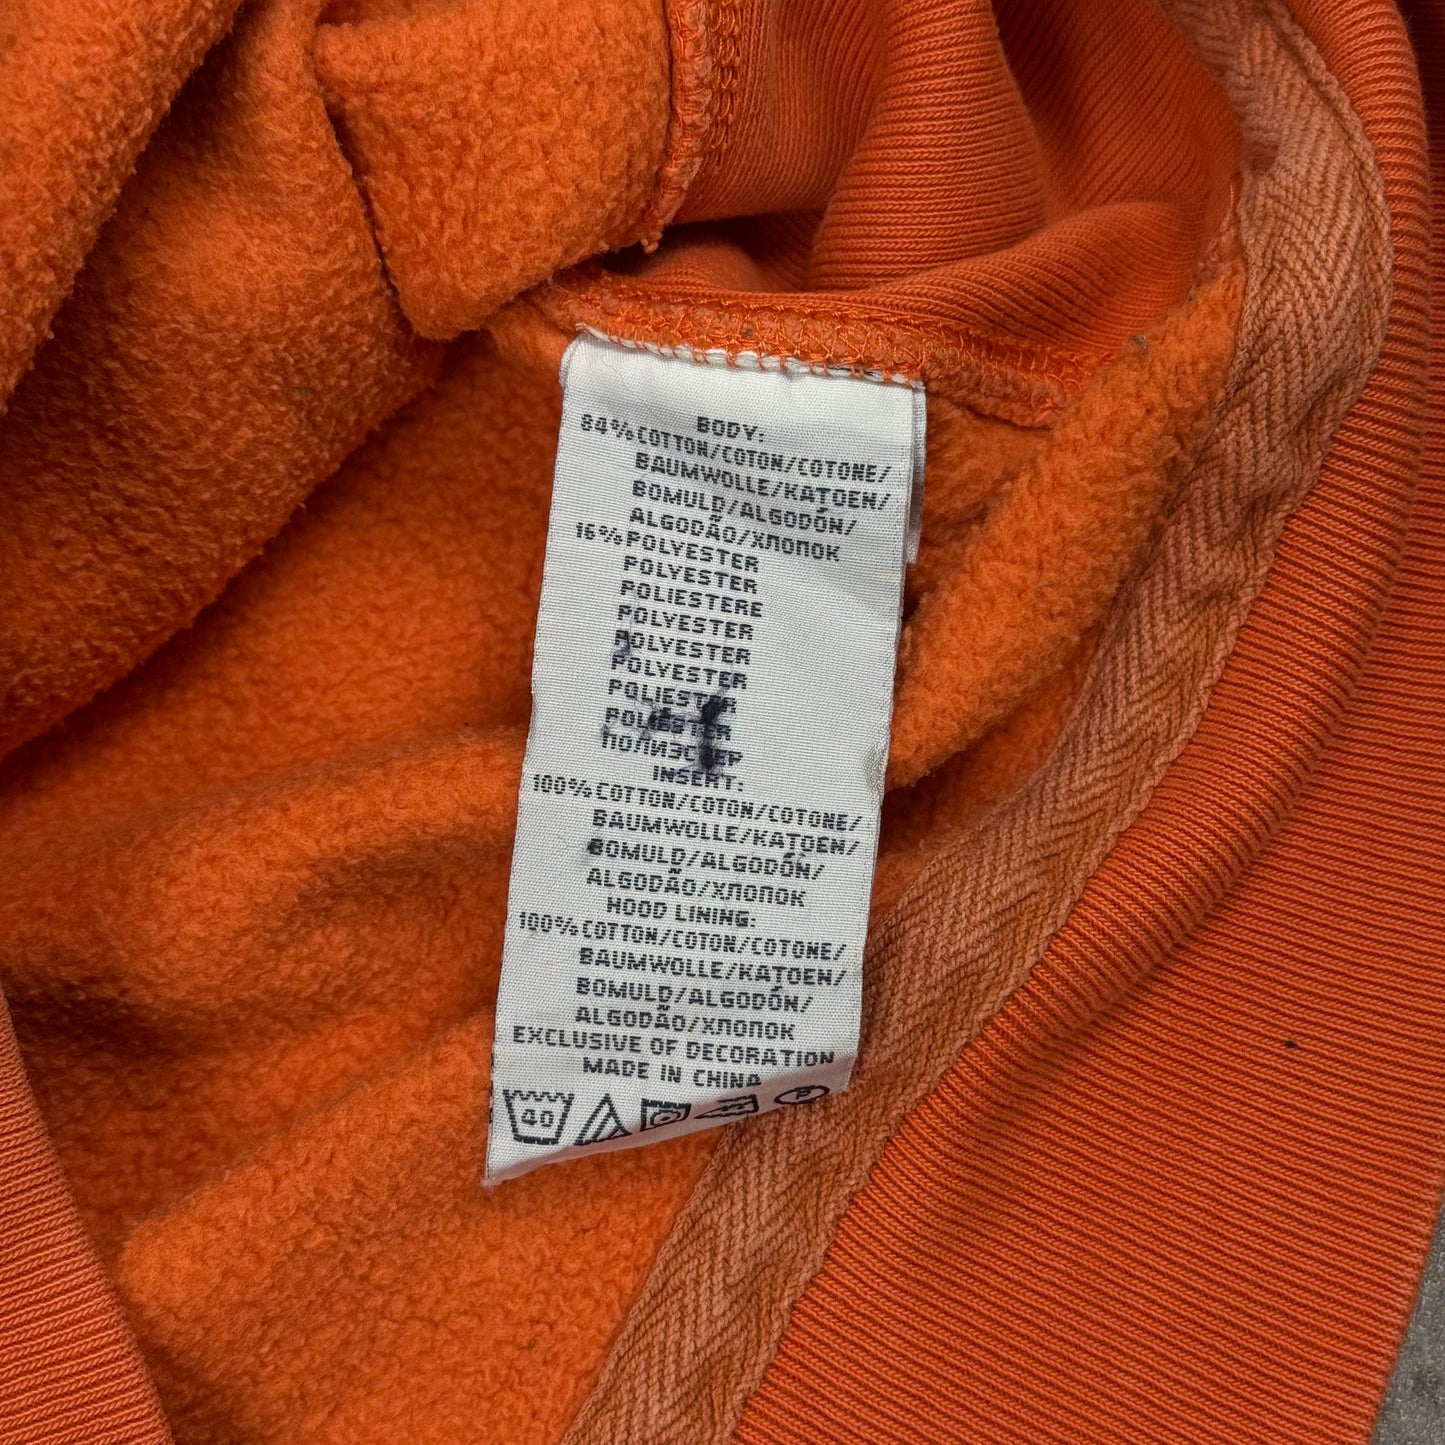 BODY:
84% COTTON/COTON/COTONE/
BAUMWOLLE/KATOEN/
BOMULD/ALGODÓN/
ALGODÃO/ХЛОПОК
16% POLYESTER
POLYESTER
POLIESTERE
POLYESTER
POLYESTER
POLYESTER
POLIESTER
POLIESTER
ПОЛИЭСТЕР
INSERT:
100% COTTON/COTON/COTONE/
BAUMWOLLE/KATOEN/
BOMULD/ALGODÓN/
ALGODÃO/ХЛОПОК
HOOD LINING:
100% COTTON/COTON/COTONE/
BAUMWOLLE/KATOEN/
BOMULD/ALGODÓN/
ALGODÃO/ХЛОПОК
EXCLUSIVE OF DECORATION
MADE IN CHINA
40 P